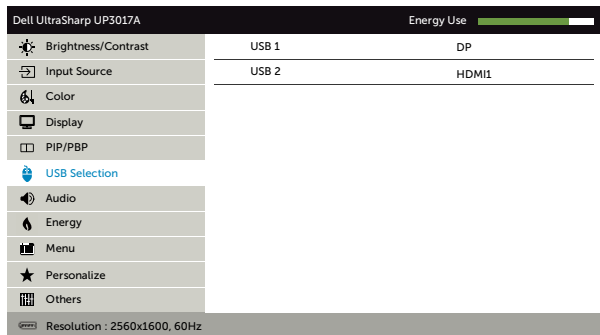 Dell UltraSharp UP3017A Energy Use
Brightness/Contrast USB 1 DP
Input Source USB 2 HDMI1
Color
Display
PIP/PBP
USB Selection
Audio
Energy
Menu
Personalize
Others
Resolution : 2560x1600, 60Hz